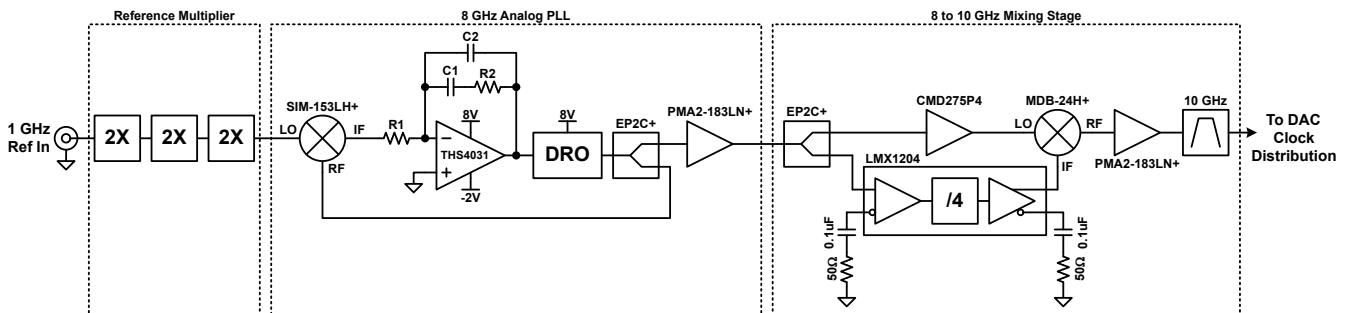 Reference Multiplier
8 GHz Analog PLL
8 to 10 GHz Mixing Stage
1 GHz
Ref In
2X
2X
2X
SIM-153LH+
LO
IF
RF
R1
C2
C1
R2
8V
THS4031
-2V
8V
DRO
EP2C+
PMA2-183LN+
EP2C+
CMD275P4
MDB-24H+
LO
RF
IF
LMX1204
/4
0.1uF
50Ω
0.1uF
50Ω
PMA2-183LN+
10 GHz
To DAC
Clock
Distribution